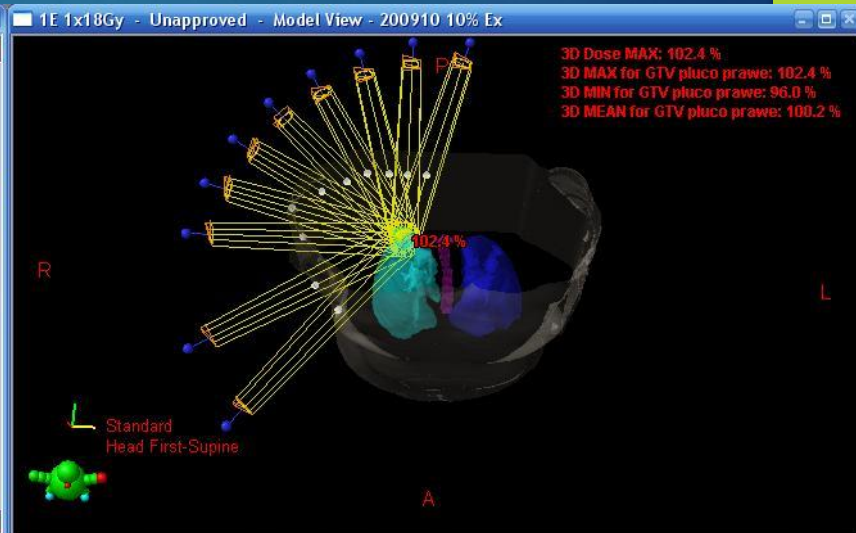 1E 1x18Gy - Unapproved - Model View - 200910 10% Ex
3D Dose MAX: 102.4 %
3D MAX for GTV pluco prawe: 102.4 %
3D MIN for GTV pluco prawe: 96.0 %
3D MEAN for GTV pluco prawe: 100.2 %
P
102.4 %
R
L
Standard
Head First-Supine
A